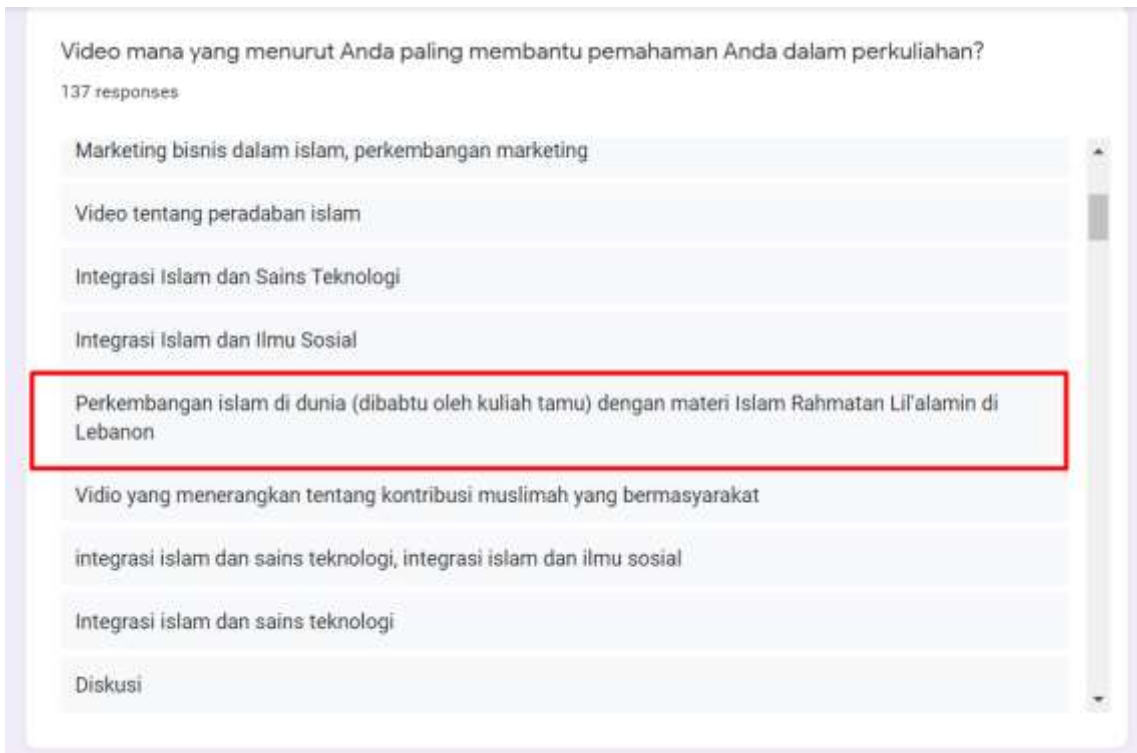 Video mana yang menurut Anda paling membantu pemahaman Anda dalam perkuliahan?
137 responses
Marketing bisnis dalam islam, perkembangan marketing
Video tentang peradaban islam
Integrasi Islam dan Sains Teknologi
Integrasi Islam dan Ilmu Sosial
Perkembangan islam di dunia (dibabtu oleh kuliah tamu) dengan materi Islam Rahmatan Lil'alamin di
Lebanon
Vidio yang menerangkan tentang kontribusi muslimah yang bermasyarakat
integrasi islam dan sains teknologi, integrasi islam dan ilmu sosial
Integrasi islam dan sains teknologi
Diskusi